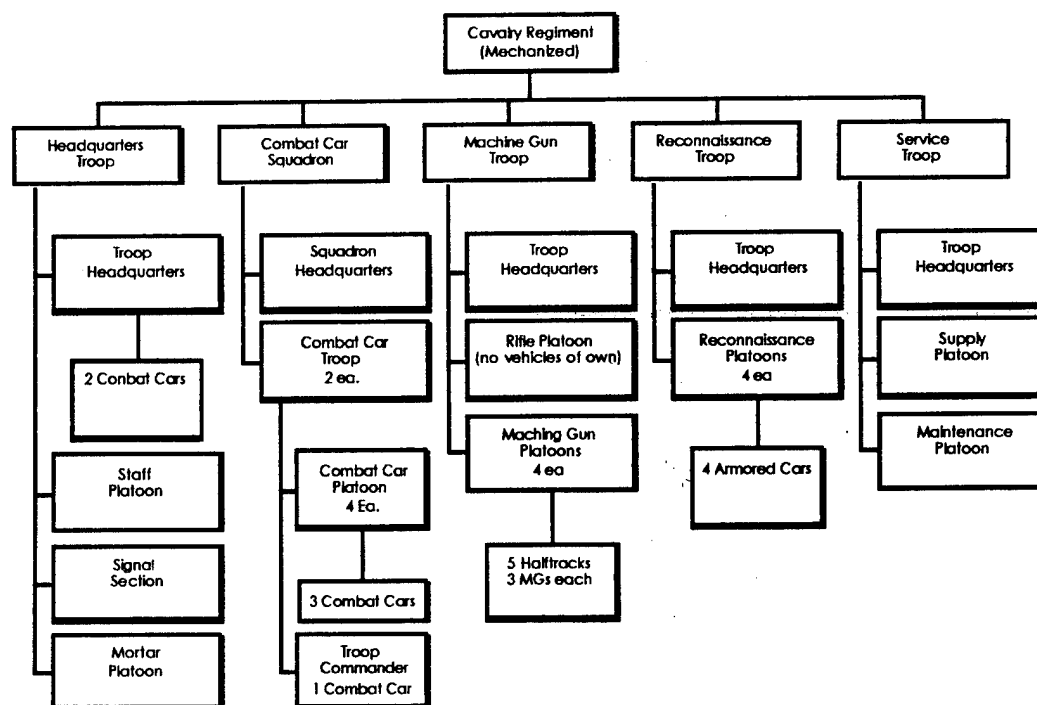 Cavalry Regiment
(Mechanized)
Headquarters
Troop
Combat Car
Squadron
Machine Gun
Troop
Reconnaissance
Troop
Service
Troop
Troop
Headquarters
Squadron
Headquarters
Troop
Headquarters
Troop
Headquarters
Troop
Headquarters
2 Conbat Cars
Combat Car
Troop
2 ea.
Rifle Platoon
(no vehicles of own)
Reconnaissance
Platoons
4 ea
Supply
Platoon
Staff
Platoon
Combat Car
Platoon
4 Ea.
Maching Gun
Platoons
4 ea
4 Armored Cars
Maintenance
Platoon
Signal
Section
3 Combat Cars
5 Halftracks
3 MGs each
Mortar
Platoon
Troop
Commander
1 Combat Car